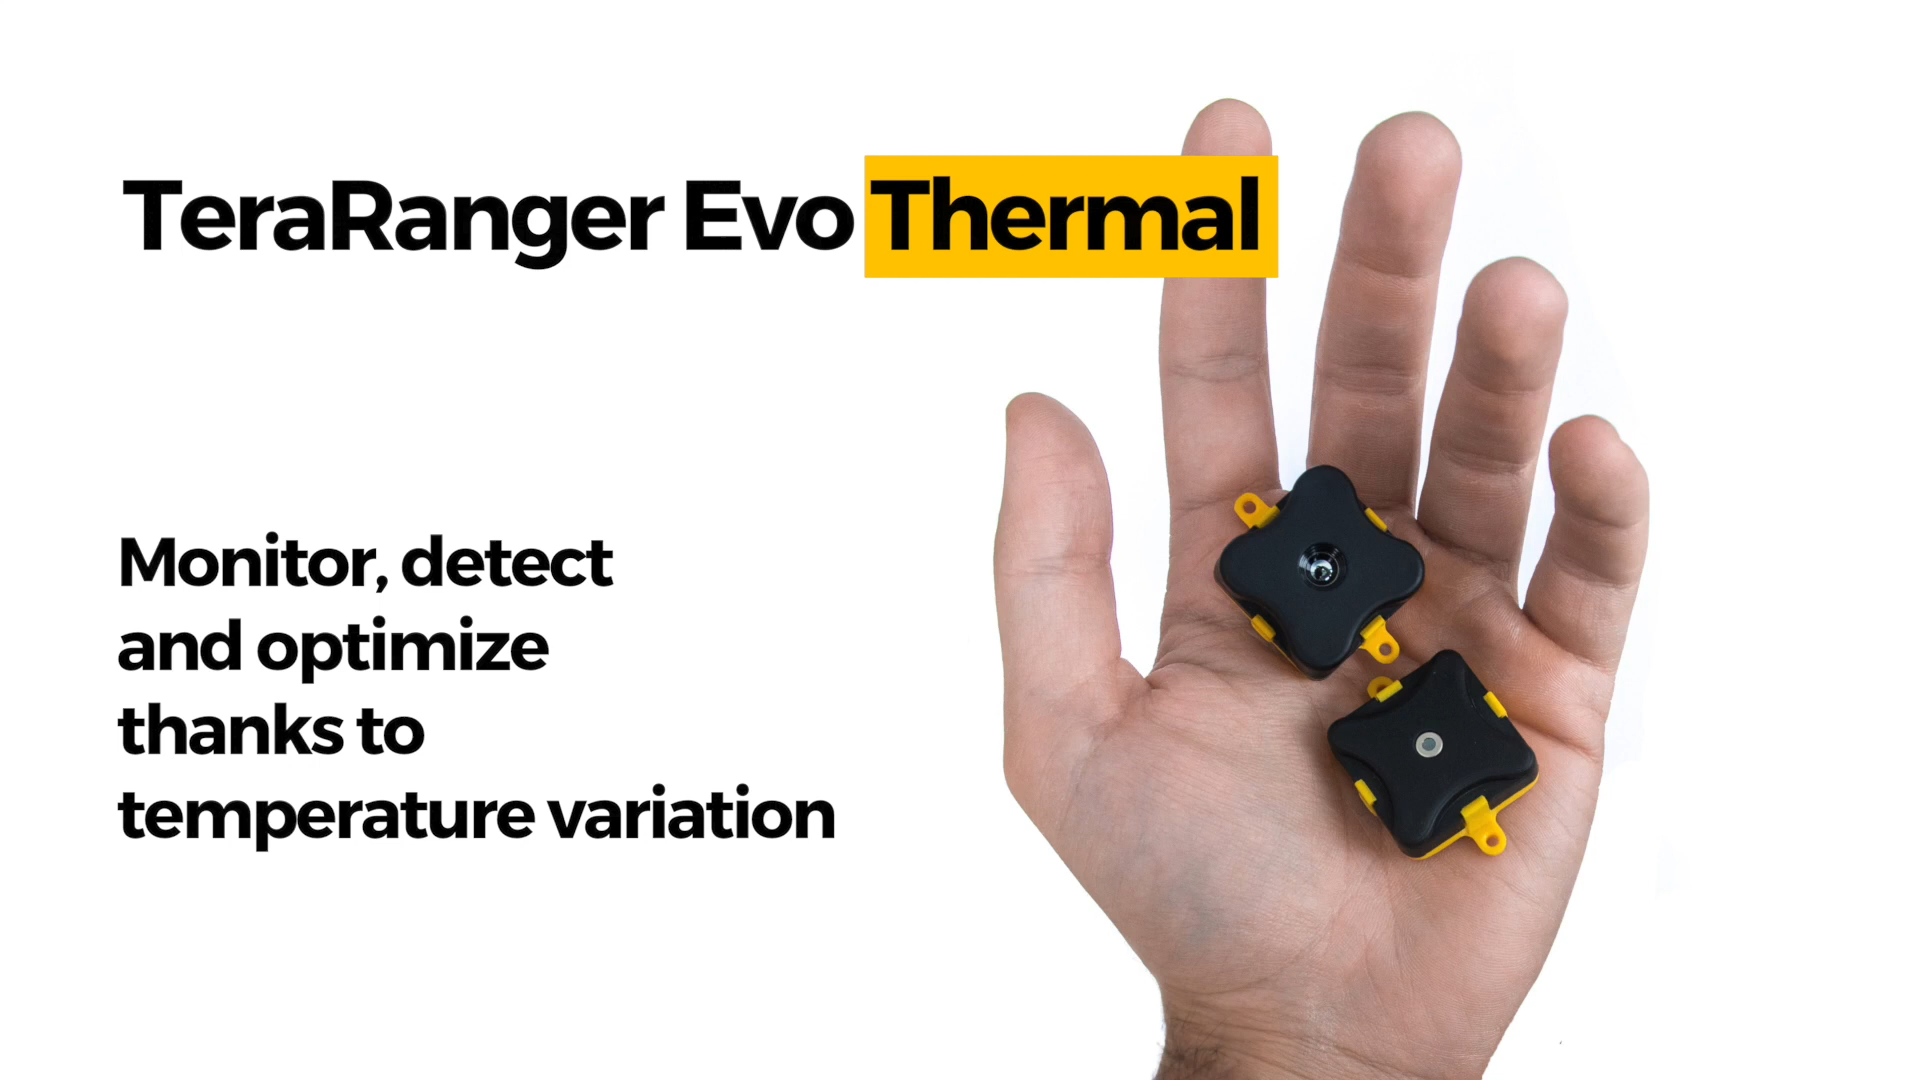 TeraRanger Evo Thermal
Monitor, detect
and optimize
thanks to
temperature variation